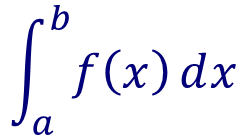 ∫_a^b f(x) dx